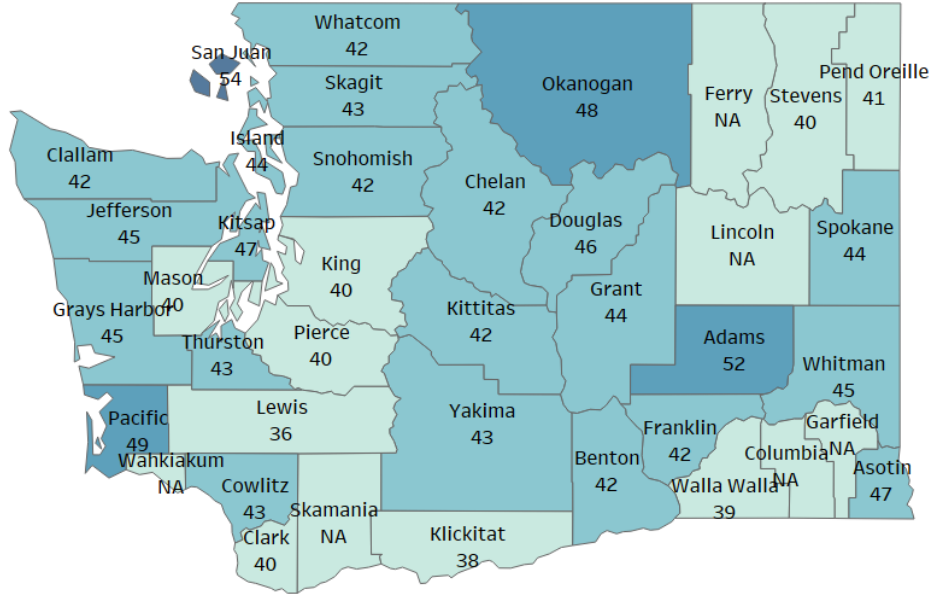 Whatcom
42
San Juan
54
Skagit
43
Okanogan
48
Ferry
NA
Stevens
40
Pend Oreille
41
Island
44
Clallam
42
Snohomish
42
Chelan
42
Jefferson
45
Kitsap
47
Douglas
46
Lincoln
NA
Spokane
44
Mason
40
King
40
Grays Harbor
45
Kittitas
42
Grant
44
Thurston
43
Pierce
40
Adams
52
Whitman
45
Pacific
49
Lewis
36
Yakima
43
Franklin
42
Garfield
NA
Wahkiakum
NA
Cowlitz
43
Benton
42
Columbia
NA
Walla Walla
39
Asotin
47
Skamania
NA
Clark
40
Klickitat
38